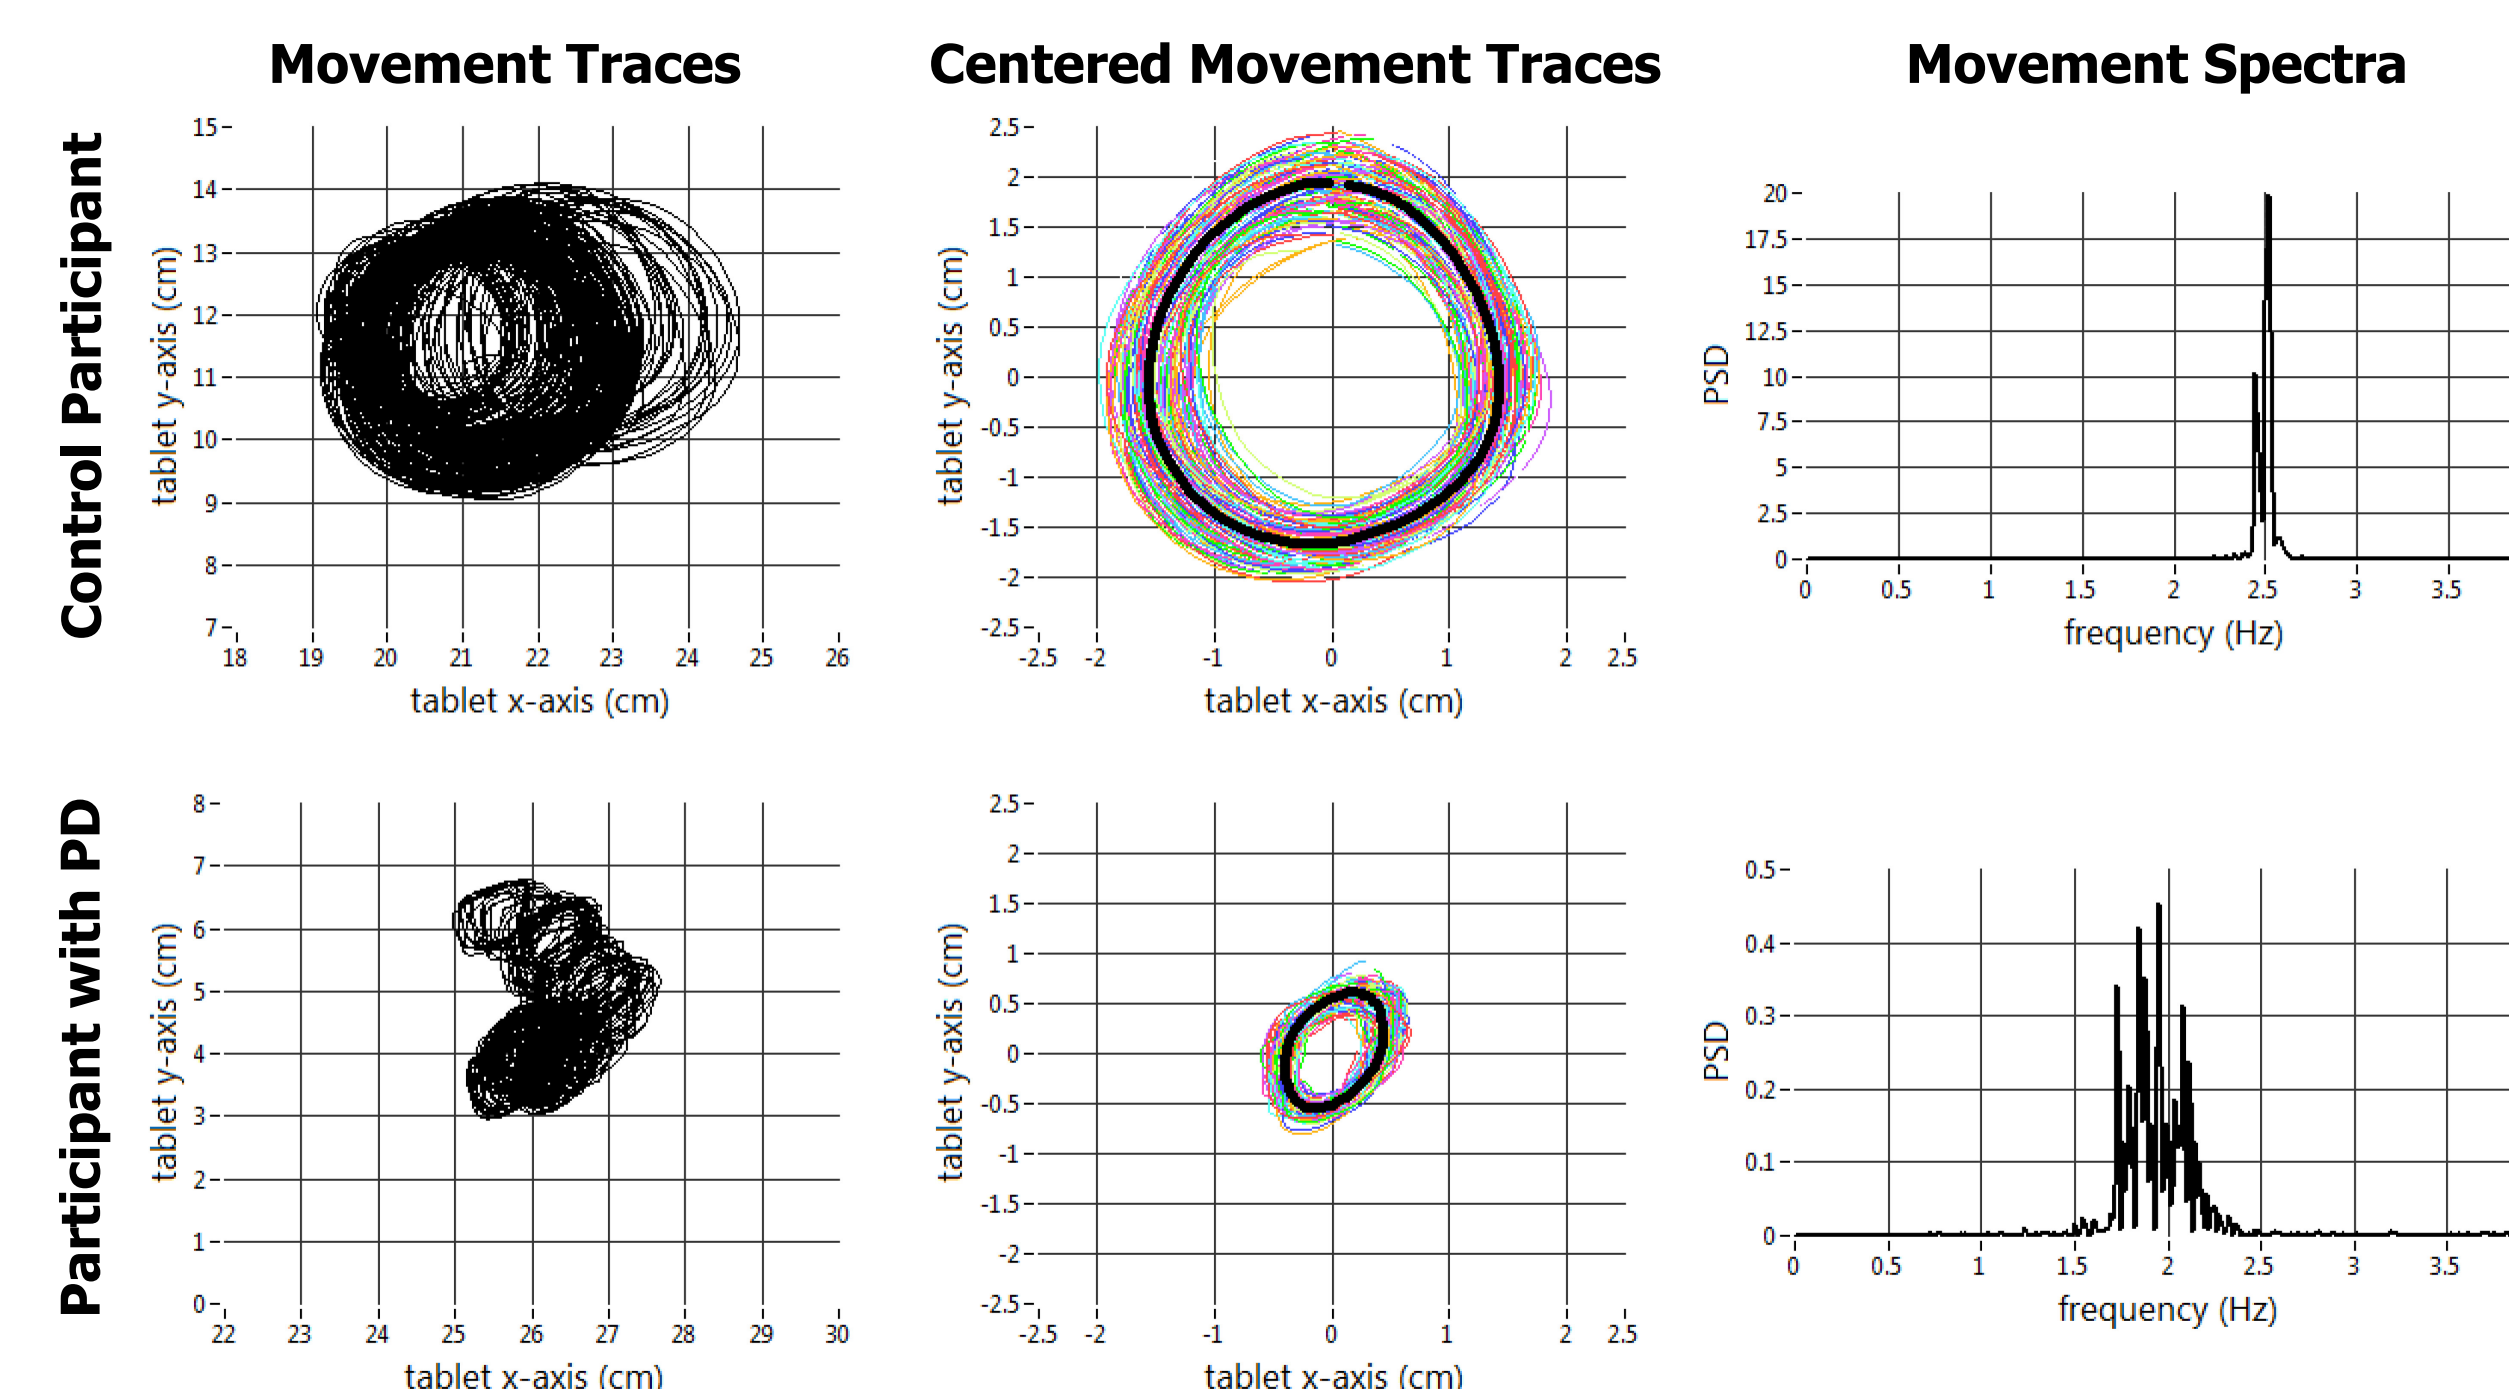 Movement Traces
Centered Movement Traces
Movement Spectra
Control Participant
tablet y-axis (cm)
15
14
13
12
11
10
9
8
7
18 19 20 21 22 23 24 25 26
tablet x-axis (cm)
tablet y-axis (cm)
2.5
2
1.5
1
0.5
0
-0.5
-1
-1.5
-2
-2.5
-2.5 -2 -1 0 1 2 2.5
tablet x-axis (cm)
PSD
20
17.5
15
12.5
10
7.5
5
2.5
0
0 0.5 1 1.5 2 2.5 3 3.5
frequency (Hz)
Participant with PD
tablet y-axis (cm)
8
7
6
5
4
3
2
1
0
22 23 24 25 26 27 28 29 30
tablet x-axis (cm)
tablet y-axis (cm)
2.5
2
1.5
1
0.5
0
-0.5
-1
-1.5
-2
-2.5
-2.5 -2 -1 0 1 2 2.5
tablet x-axis (cm)
PSD
0.5
0.4
0.3
0.2
0.1
0
0 0.5 1 1.5 2 2.5 3 3.5
frequency (Hz)